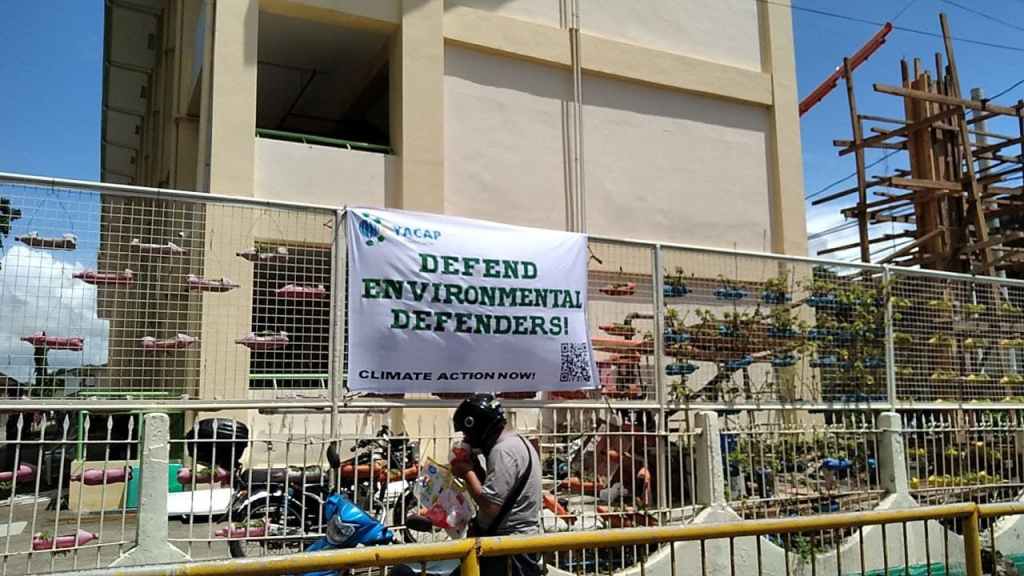 YACAP
DEFEND
ENVIRONMENTAL
DEFENDERS!
CLIMATE ACTION NOW!